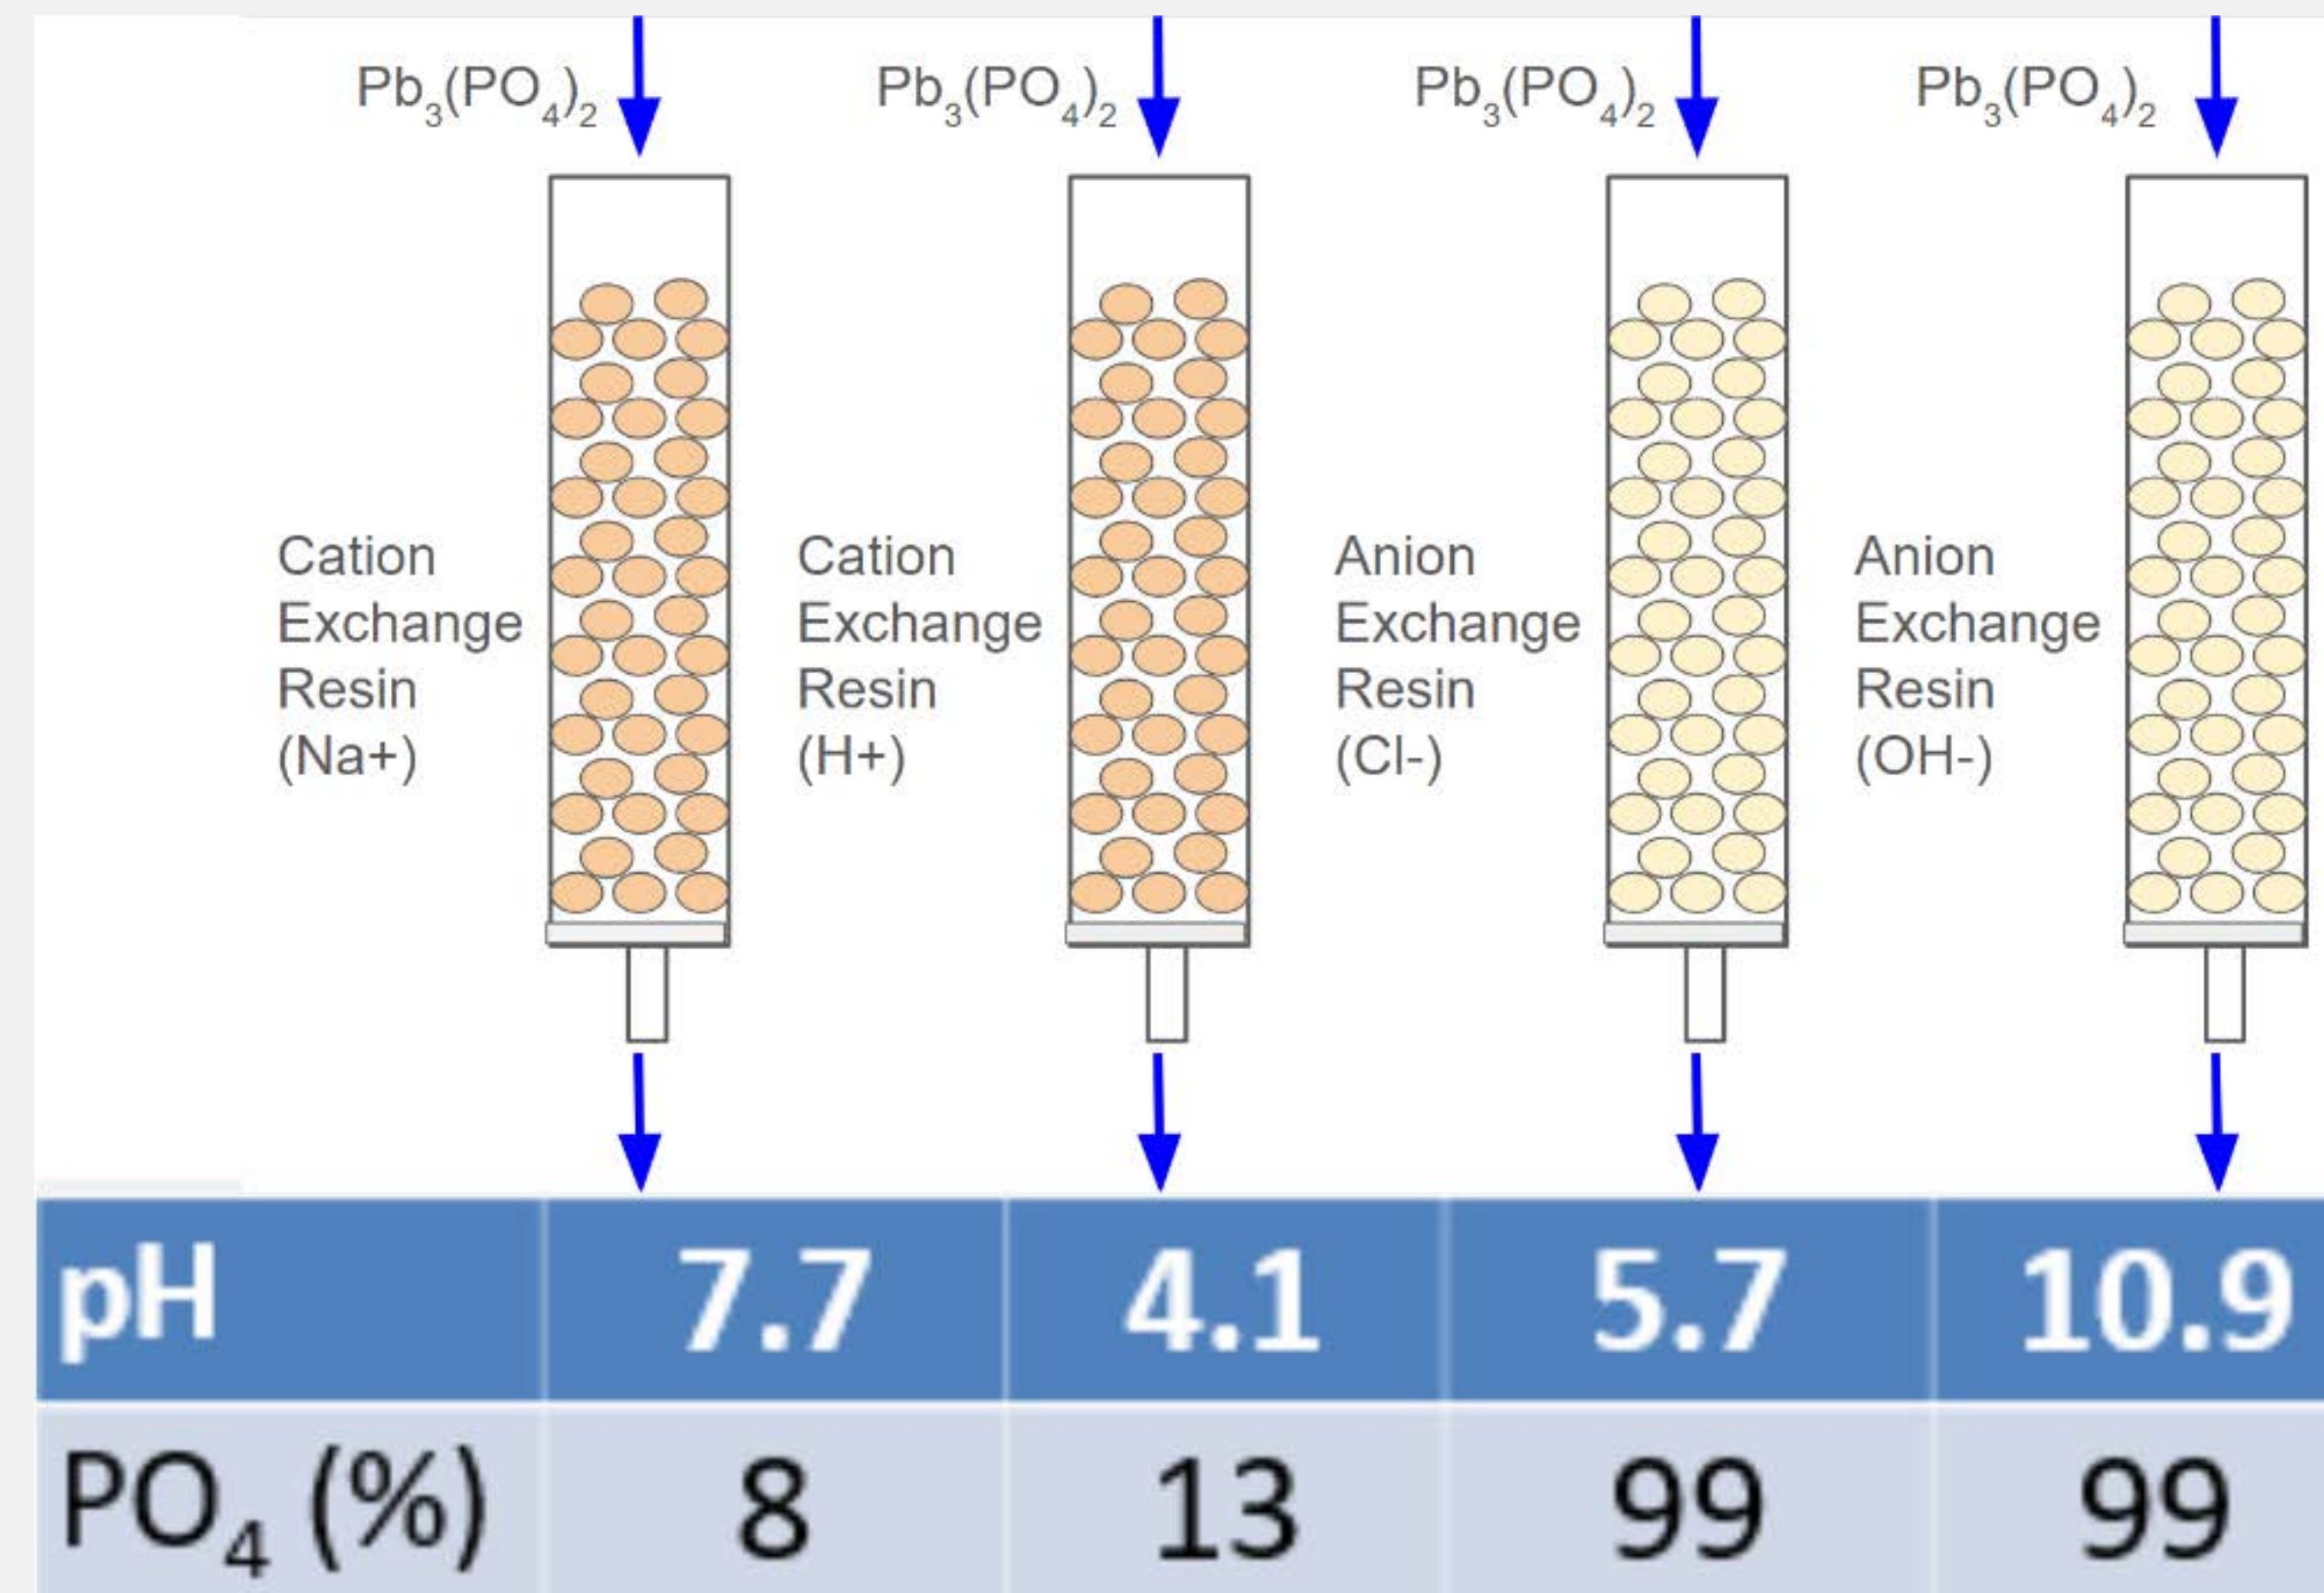 Pb₃(PO₄)₂
Pb₃(PO₄)₂
Pb₃(PO₄)₂
Pb₃(PO₄)₂
Cation
Exchange
Resin
(Na+)
Cation
Exchange
Resin
(H+)
Anion
Exchange
Resin
(Cl-)
Anion
Exchange
Resin
(OH-)
pH 7.7 4.1 5.7 10.9
PO₄ (%) 8 13 99 99